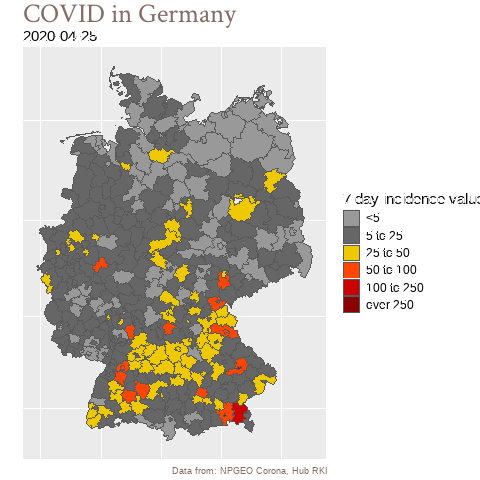 COVID in Germany
2020-04-25
7 day incidence value
<5
5 to 25
25 to 50
50 to 100
100 to 250
over 250
Data from: NPGEO Corona, Hub RKI